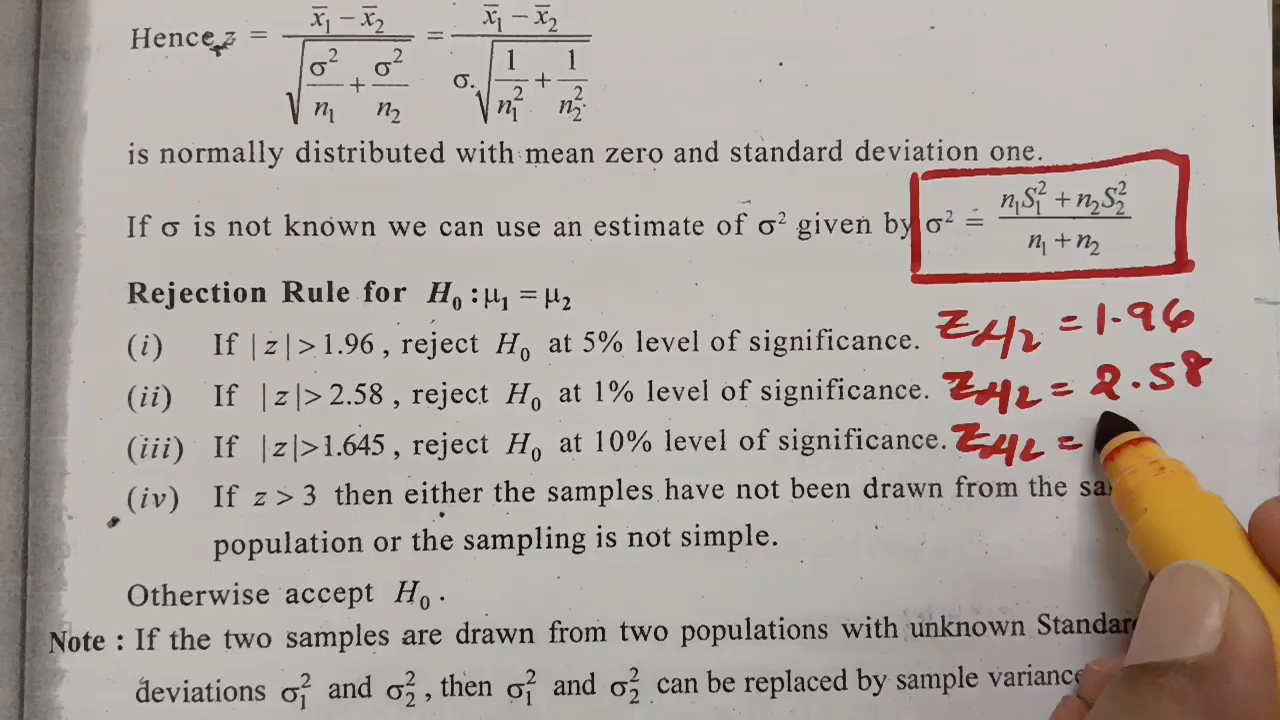 Hence z = (x̄₁ − x̄₂) / √(σ²/n₁ + σ²/n₂) = (x̄₁ − x̄₂) / σ.√(1/n₁² + 1/n₂²)
is normally distributed with mean zero and standard deviation one.
If σ is not known we can use an estimate of σ² given by σ² = (n₁S₁² + n₂S₂²) / (n₁ + n₂)
Rejection Rule for H₀ : μ₁ = μ₂
(i) If | z | > 1.96 , reject H₀ at 5% level of significance. Zα/2 = 1.96
(ii) If | z | > 2.58 , reject H₀ at 1% level of significance. Zα/2 = 2.58
(iii) If | z | > 1.645 , reject H₀ at 10% level of significance. Zα/2 =
(iv) If z > 3 then either the samples have not been drawn from the
population or the sampling is not simple.
Otherwise accept H₀ .
Note : If the two samples are drawn from two populations with unknown Standard
deviations σ₁² and σ₂² , then σ₁² and σ₂² can be replaced by sample variance